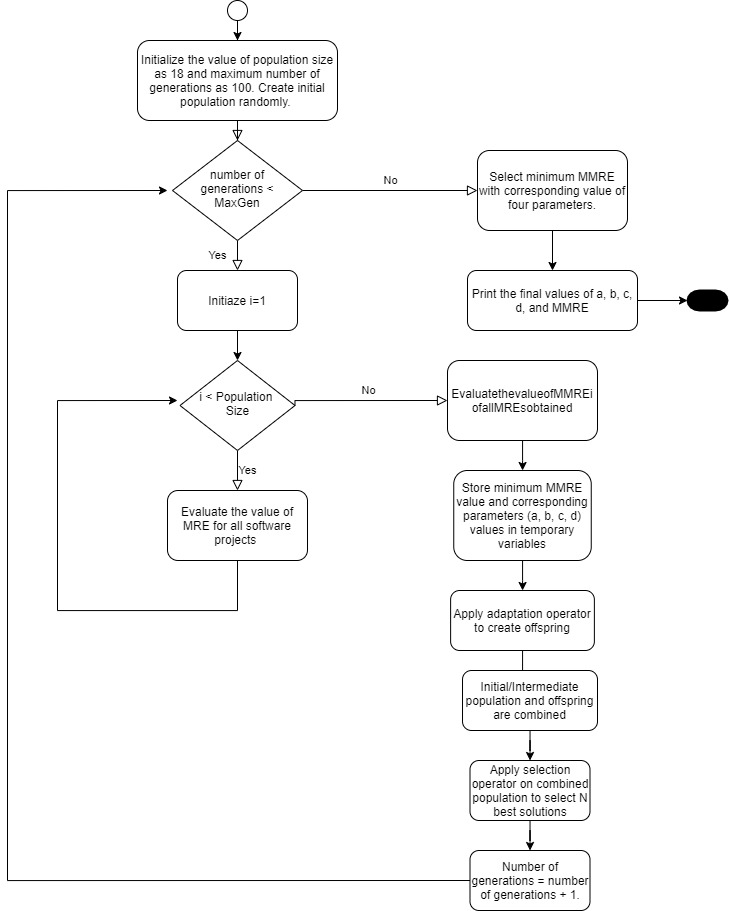 Initialize the value of population size
as 18 and maximum number of
generations as 100. Create initial
population randomly.
number of
generations <
MaxGen
No
Select minimum MMRE
with corresponding value of
four parameters.
Yes
Initiaze i=1
Print the final values of a, b, c,
d, and MMRE
i < Population
Size
No
EvaluatethevalueofMMREi
ofallMREsobtained
Yes
Evaluate the value of
MRE for all software
projects
Store minimum MMRE
value and corresponding
parameters (a, b, c, d)
values in temporary
variables
Apply adaptation operator
to create offspring
Initial/Intermediate
population and offspring
are combined
Apply selection
operator on combined
population to select N
best solutions
Number of
generations = number
of generations + 1.